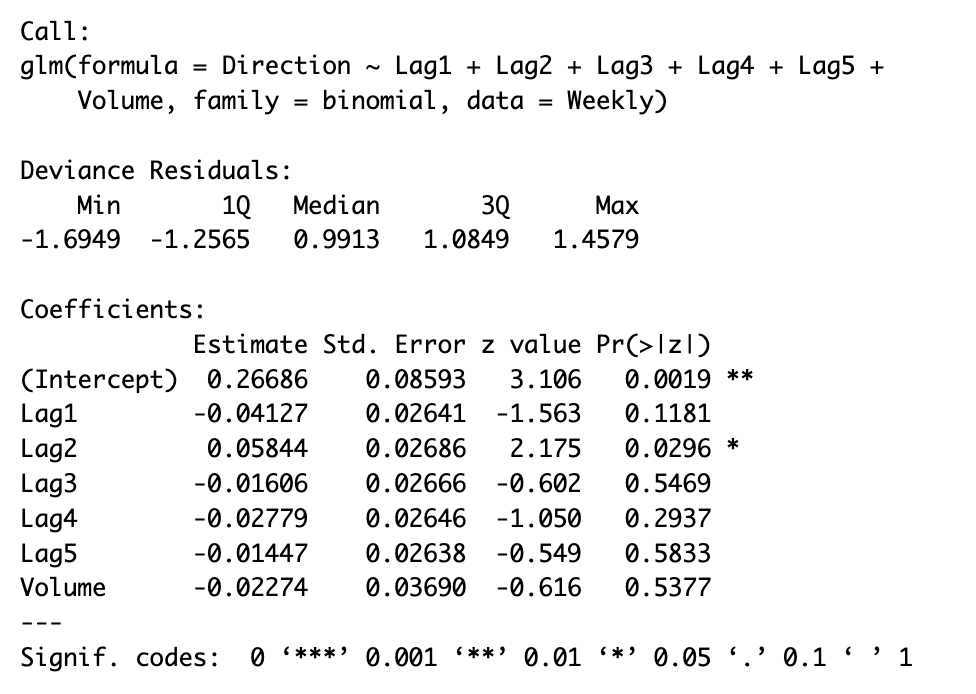 Call:
glm(formula = Direction ~ Lag1 + Lag2 + Lag3 + Lag4 + Lag5 +
    Volume, family = binomial, data = Weekly)

Deviance Residuals:
    Min       1Q   Median       3Q      Max
-1.6949  -1.2565   0.9913   1.0849   1.4579

Coefficients:
            Estimate Std. Error z value Pr(>|z|)
(Intercept)  0.26686    0.08593   3.106   0.0019 **
Lag1        -0.04127    0.02641  -1.563   0.1181
Lag2         0.05844    0.02686   2.175   0.0296 *
Lag3        -0.01606    0.02666  -0.602   0.5469
Lag4        -0.02779    0.02646  -1.050   0.2937
Lag5        -0.01447    0.02638  -0.549   0.5833
Volume      -0.02274    0.03690  -0.616   0.5377
---
Signif. codes:  0 ‘***’ 0.001 ‘**’ 0.01 ‘*’ 0.05 ‘.’ 0.1 ‘ ’ 1